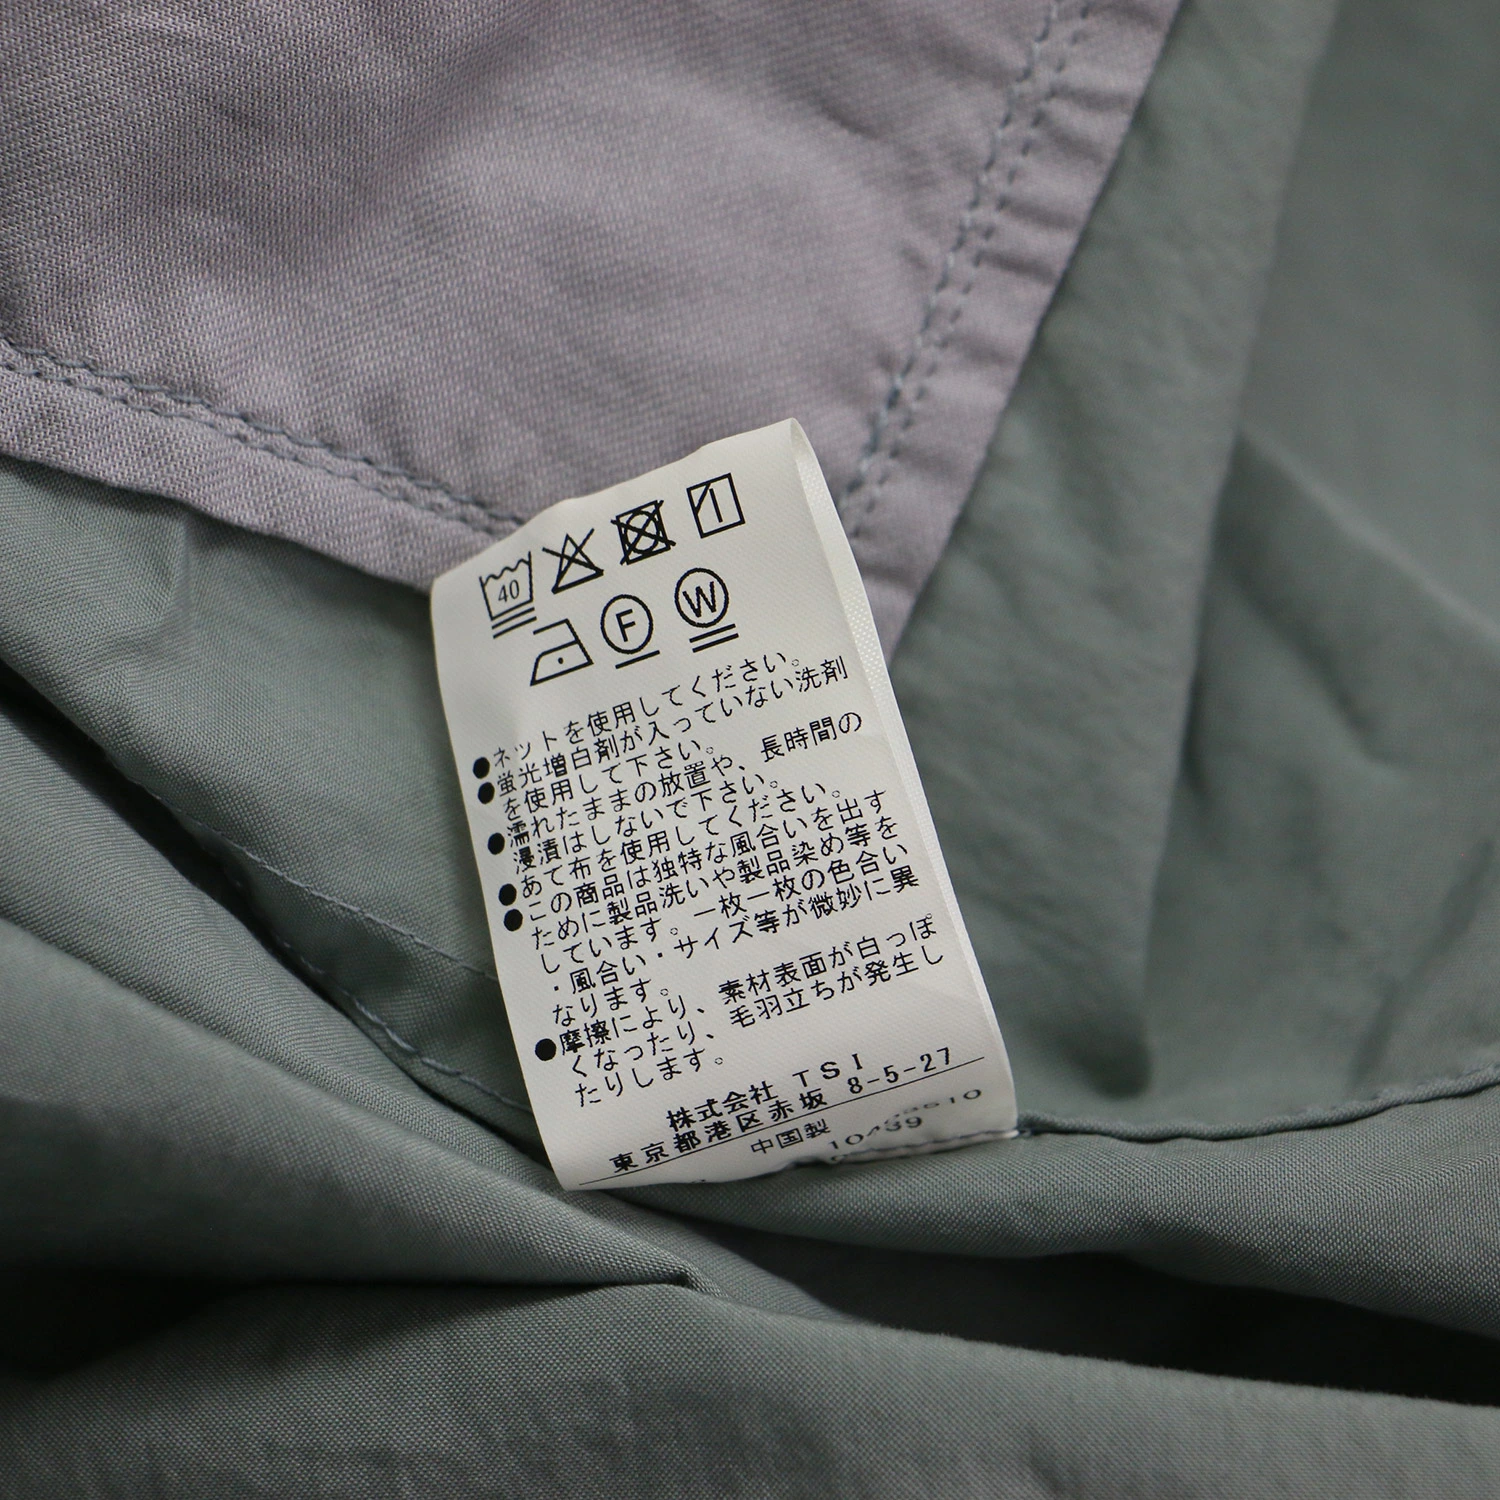 40
F W
●ネットを使用してください。
●蛍光増白剤が入っていない洗剤
を使用して下さい。
●濡れたままの放置や、長時間の
浸漬はしないで下さい。
●あて布を使用してください。
●この商品は独特な風合いを出す
ために製品洗いや製品染め等を
しています。一枚一枚の色合い
・風合い・サイズ等が微妙に異
なります。
●摩擦により、素材表面が白っぽ
くなったり、毛羽立ちが発生し
たりします。
株式会社 TSI
東京都港区赤坂 8-5-27
中国製